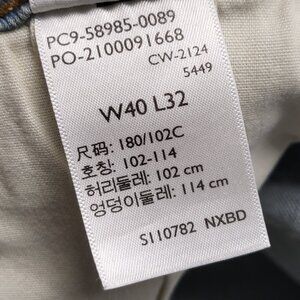 PC9-58985-0089
PO-2100091668
CW-2124
5449
W40 L32
尺码: 180/102C
호칭: 102-114
허리둘레: 102 cm
엉덩이둘레: 114 cm
S110782 NXBD